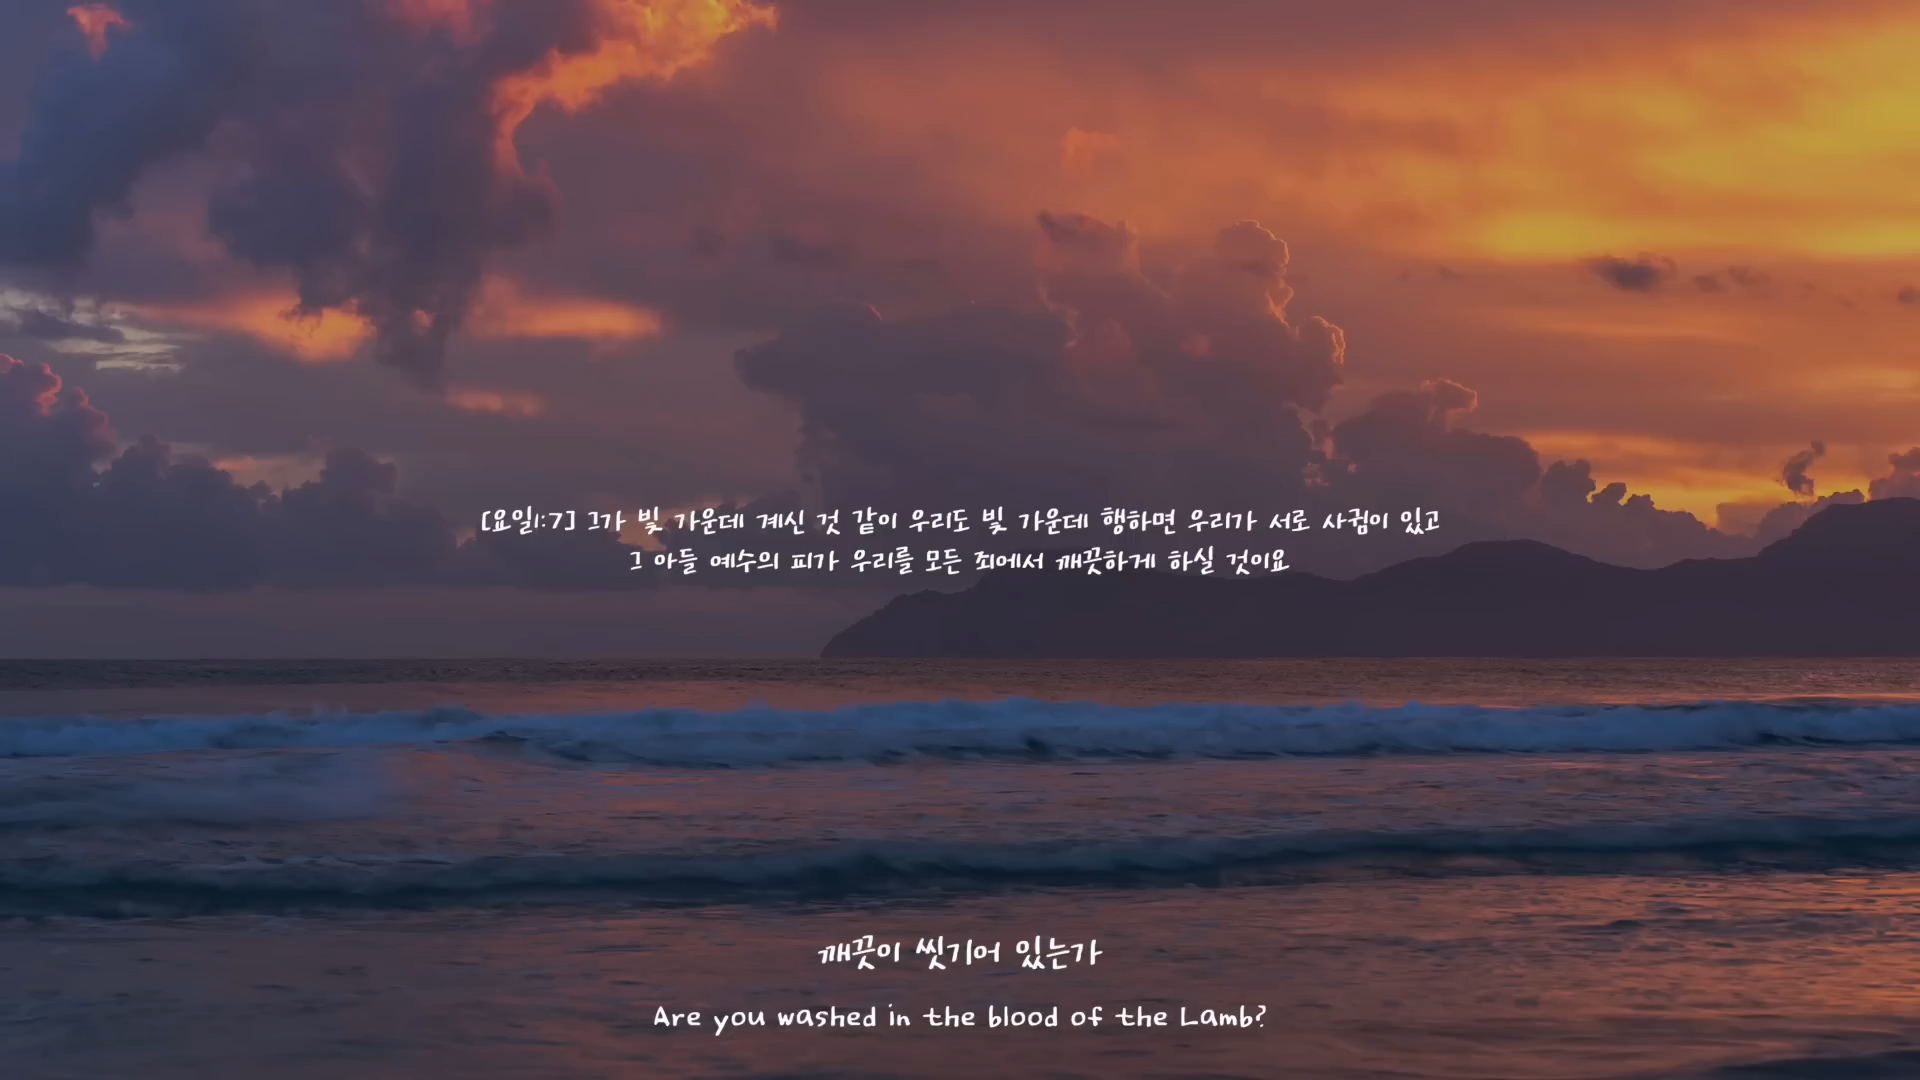 [요일1:7] 그가 빛 가운데 계신 것 같이 우리도 빛 가운데 행하면 우리가 서로 사귐이 있고
그 아들 예수의 피가 우리를 모든 죄에서 깨끗하게 하실 것이요
깨끗이 씻기어 있는가
Are you washed in the blood of the Lamb?